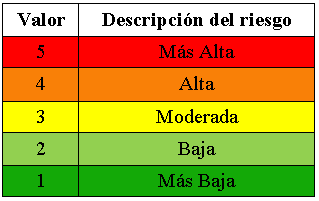 Valor Descripción del riesgo
5 Más Alta
4 Alta
3 Moderada
2 Baja
1 Más Baja